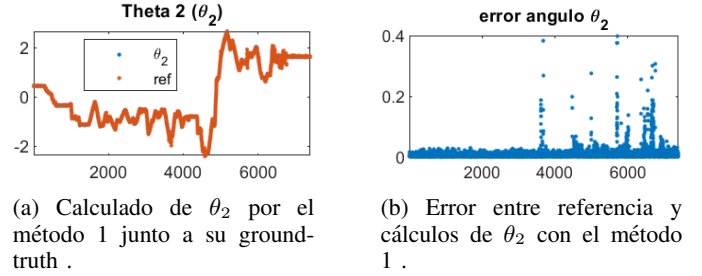 Theta 2 (θ₂)
2
0
-2
θ₂
ref
2000
4000
6000
error angulo θ₂
0.4
0.2
0
2000
4000
6000
(a) Calculado de θ₂ por el
método 1 junto a su ground-
truth .
(b) Error entre referencia y
cálculos de θ₂ con el método
1 .